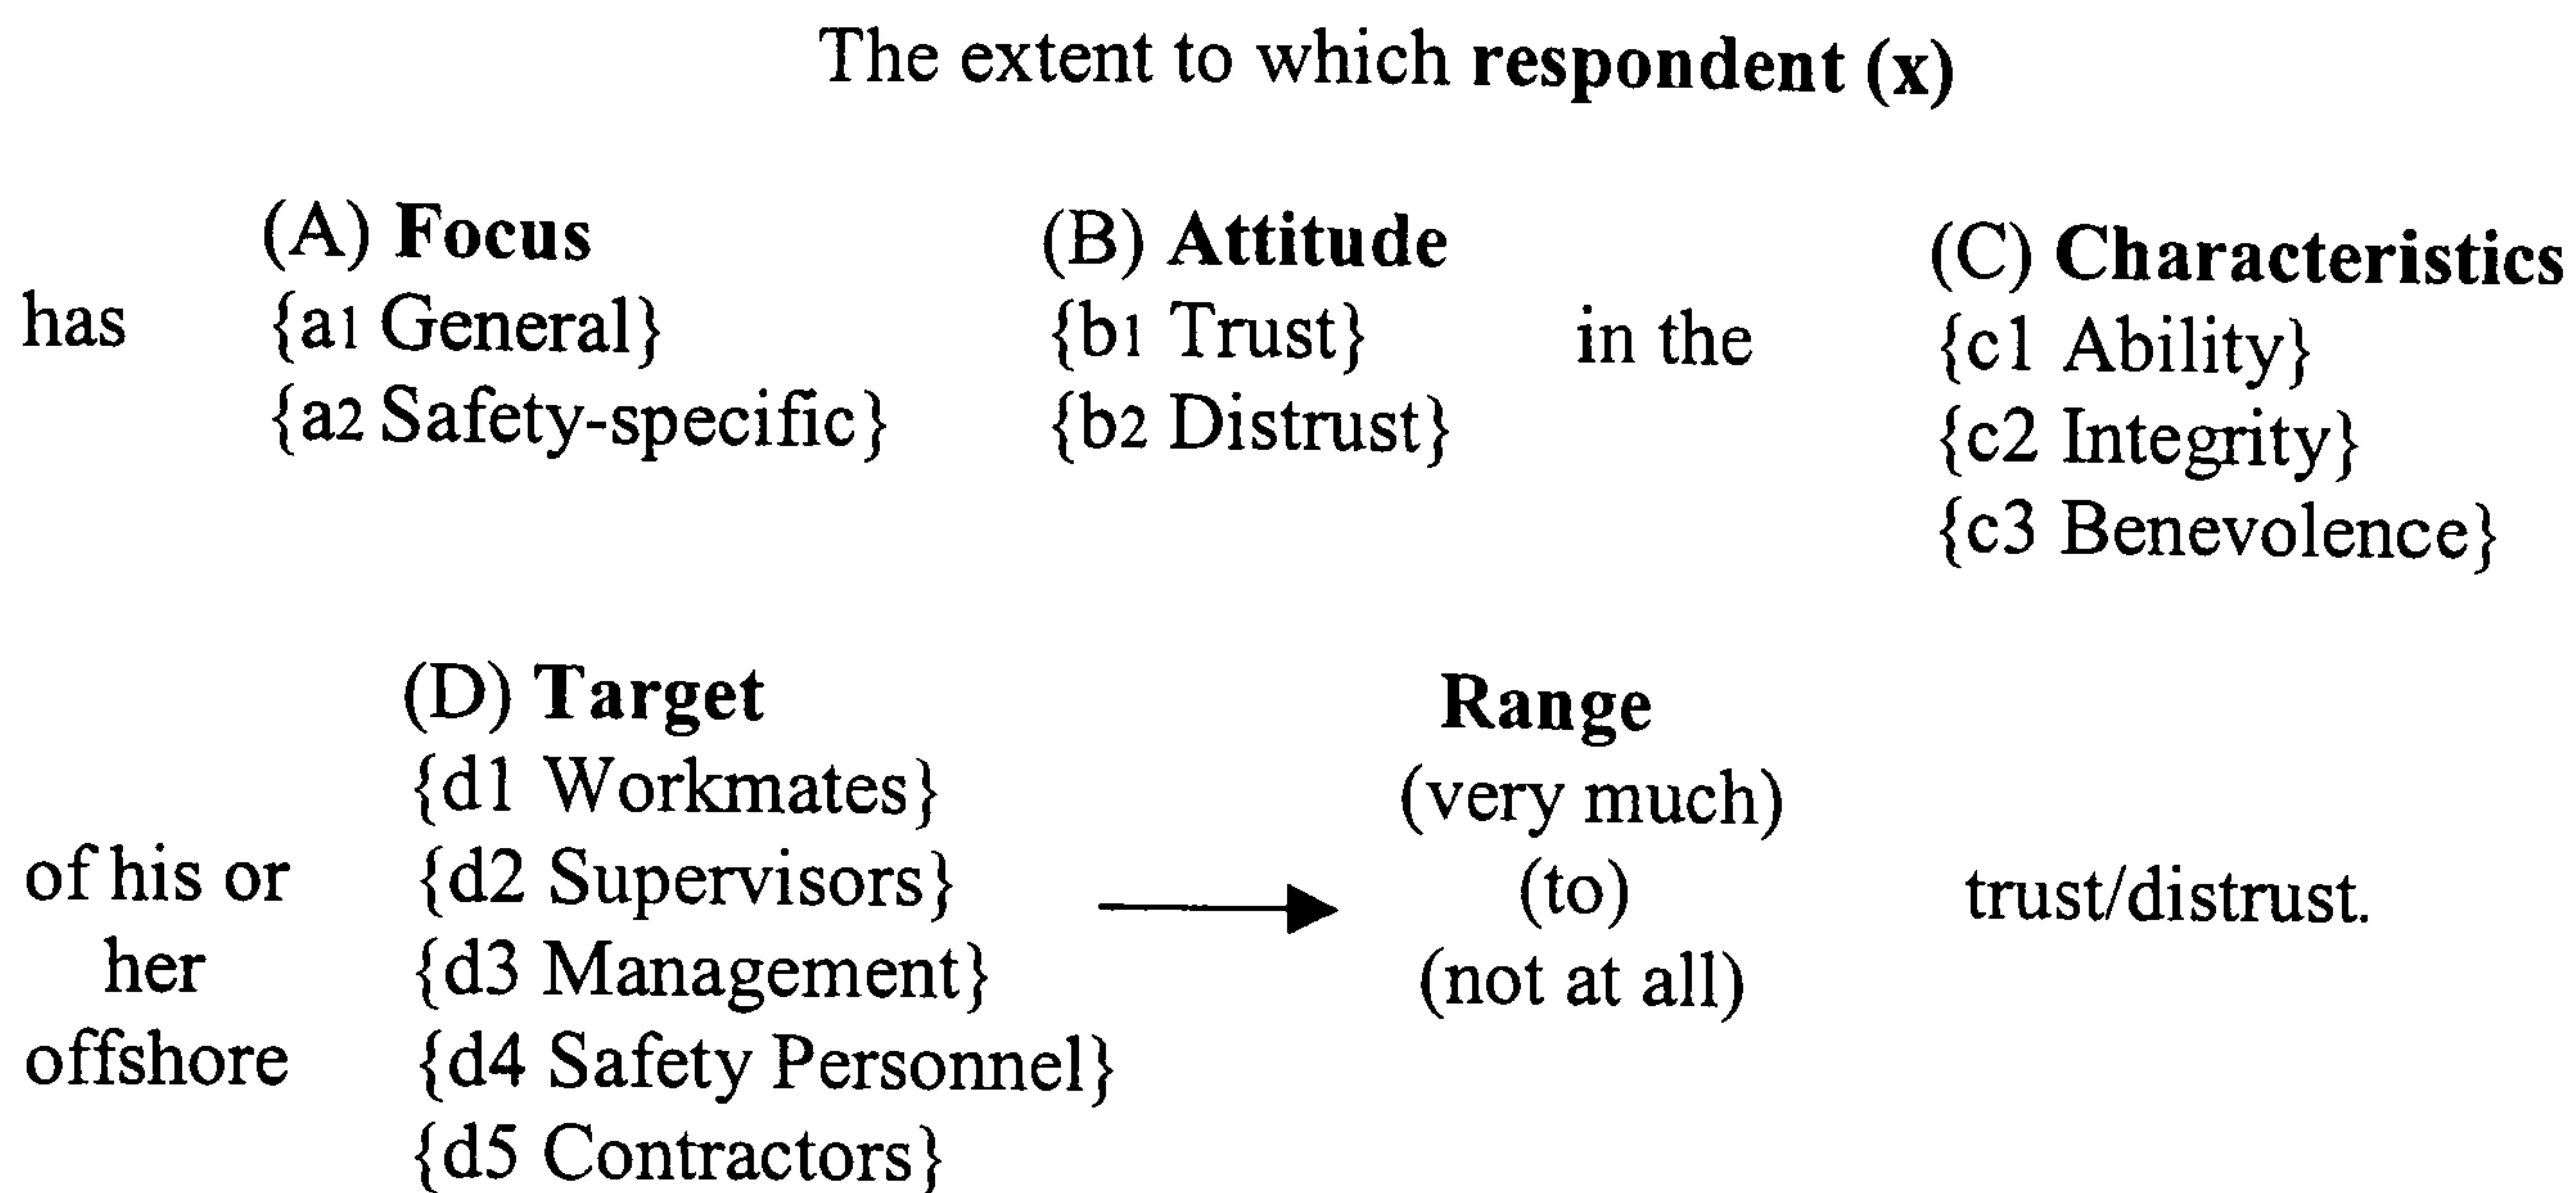 The extent to which respondent (x)
(A) Focus (B) Attitude (C) Characteristics
has {a1 General} {b1 Trust} in the {c1 Ability}
{a2 Safety-specific} {b2 Distrust} {c2 Integrity}
{c3 Benevolence}
(D) Target Range
{d1 Workmates} (very much)
of his or {d2 Supervisors} (to) trust/distrust.
her {d3 Management} (not at all)
offshore {d4 Safety Personnel}
{d5 Contractors}